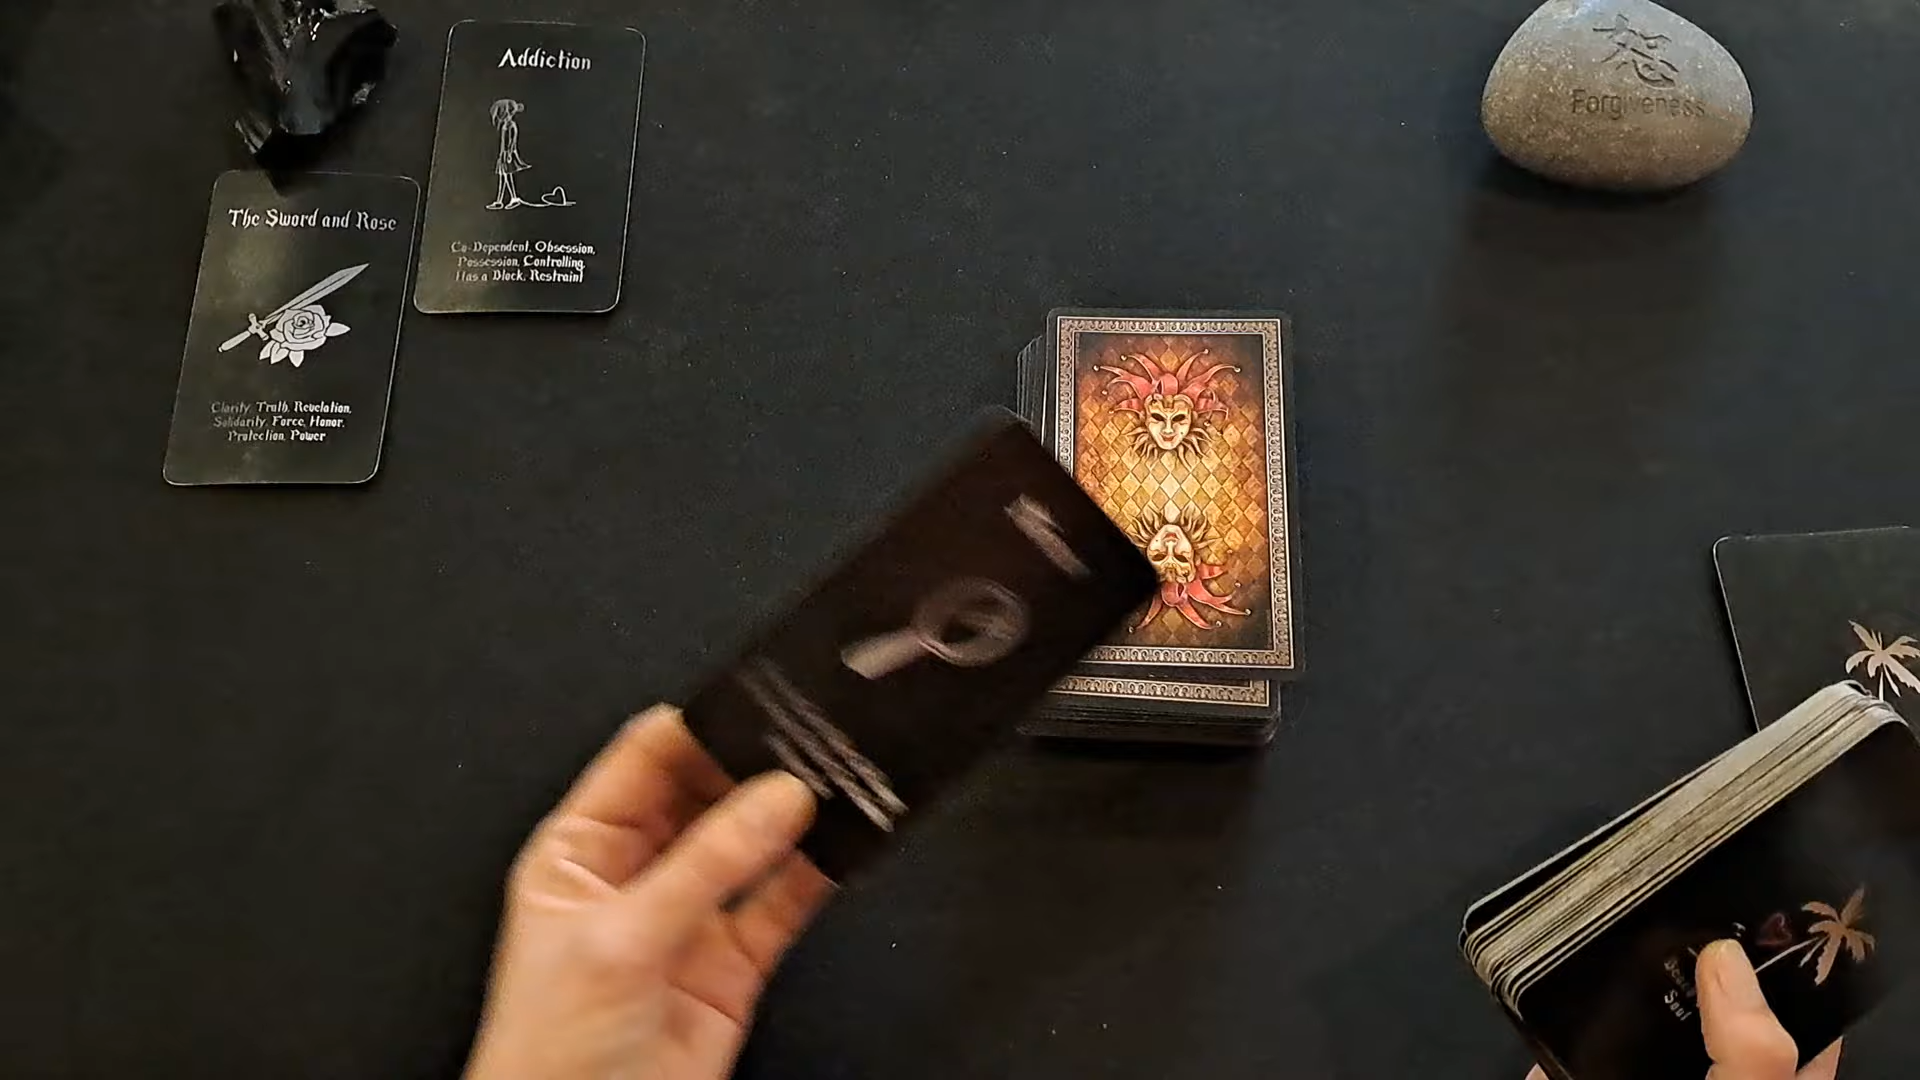 Addiction
Co-Dependent, Obsession,
Possession, Controlling,
Has a Block, Restraint
The Sword and Rose
Clarity, Truth, Revelation,
Solidarity, Force, Honor,
Protection, Power
Forgiveness
Soul